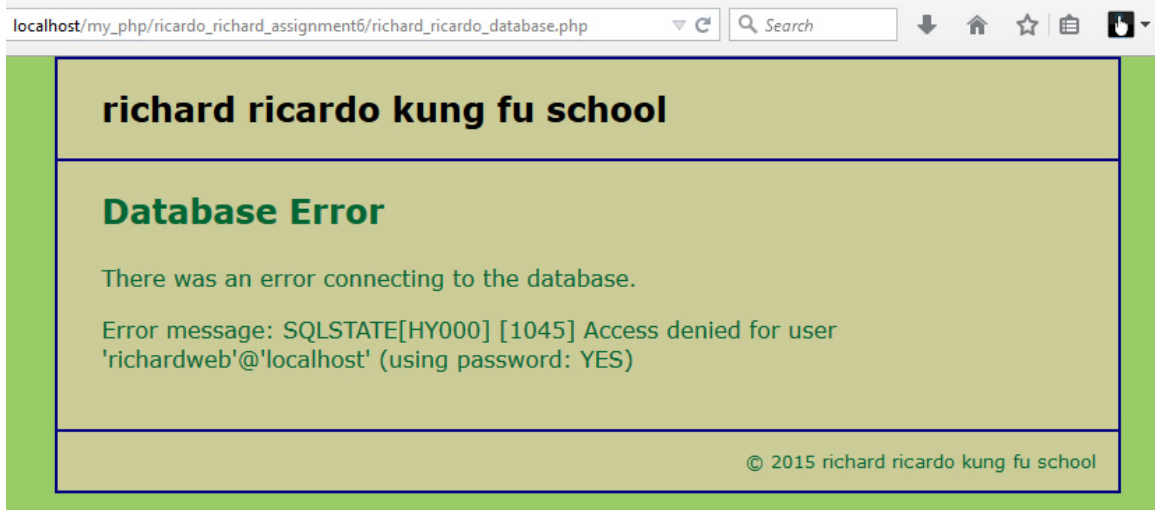 localhost/my_php/ricardo_richard_assignment6/richard_ricardo_database.php
Search
richard ricardo kung fu school
Database Error
There was an error connecting to the database.
Error message: SQLSTATE[HY000] [1045] Access denied for user
'richardweb'@'localhost' (using password: YES)
© 2015 richard ricardo kung fu school